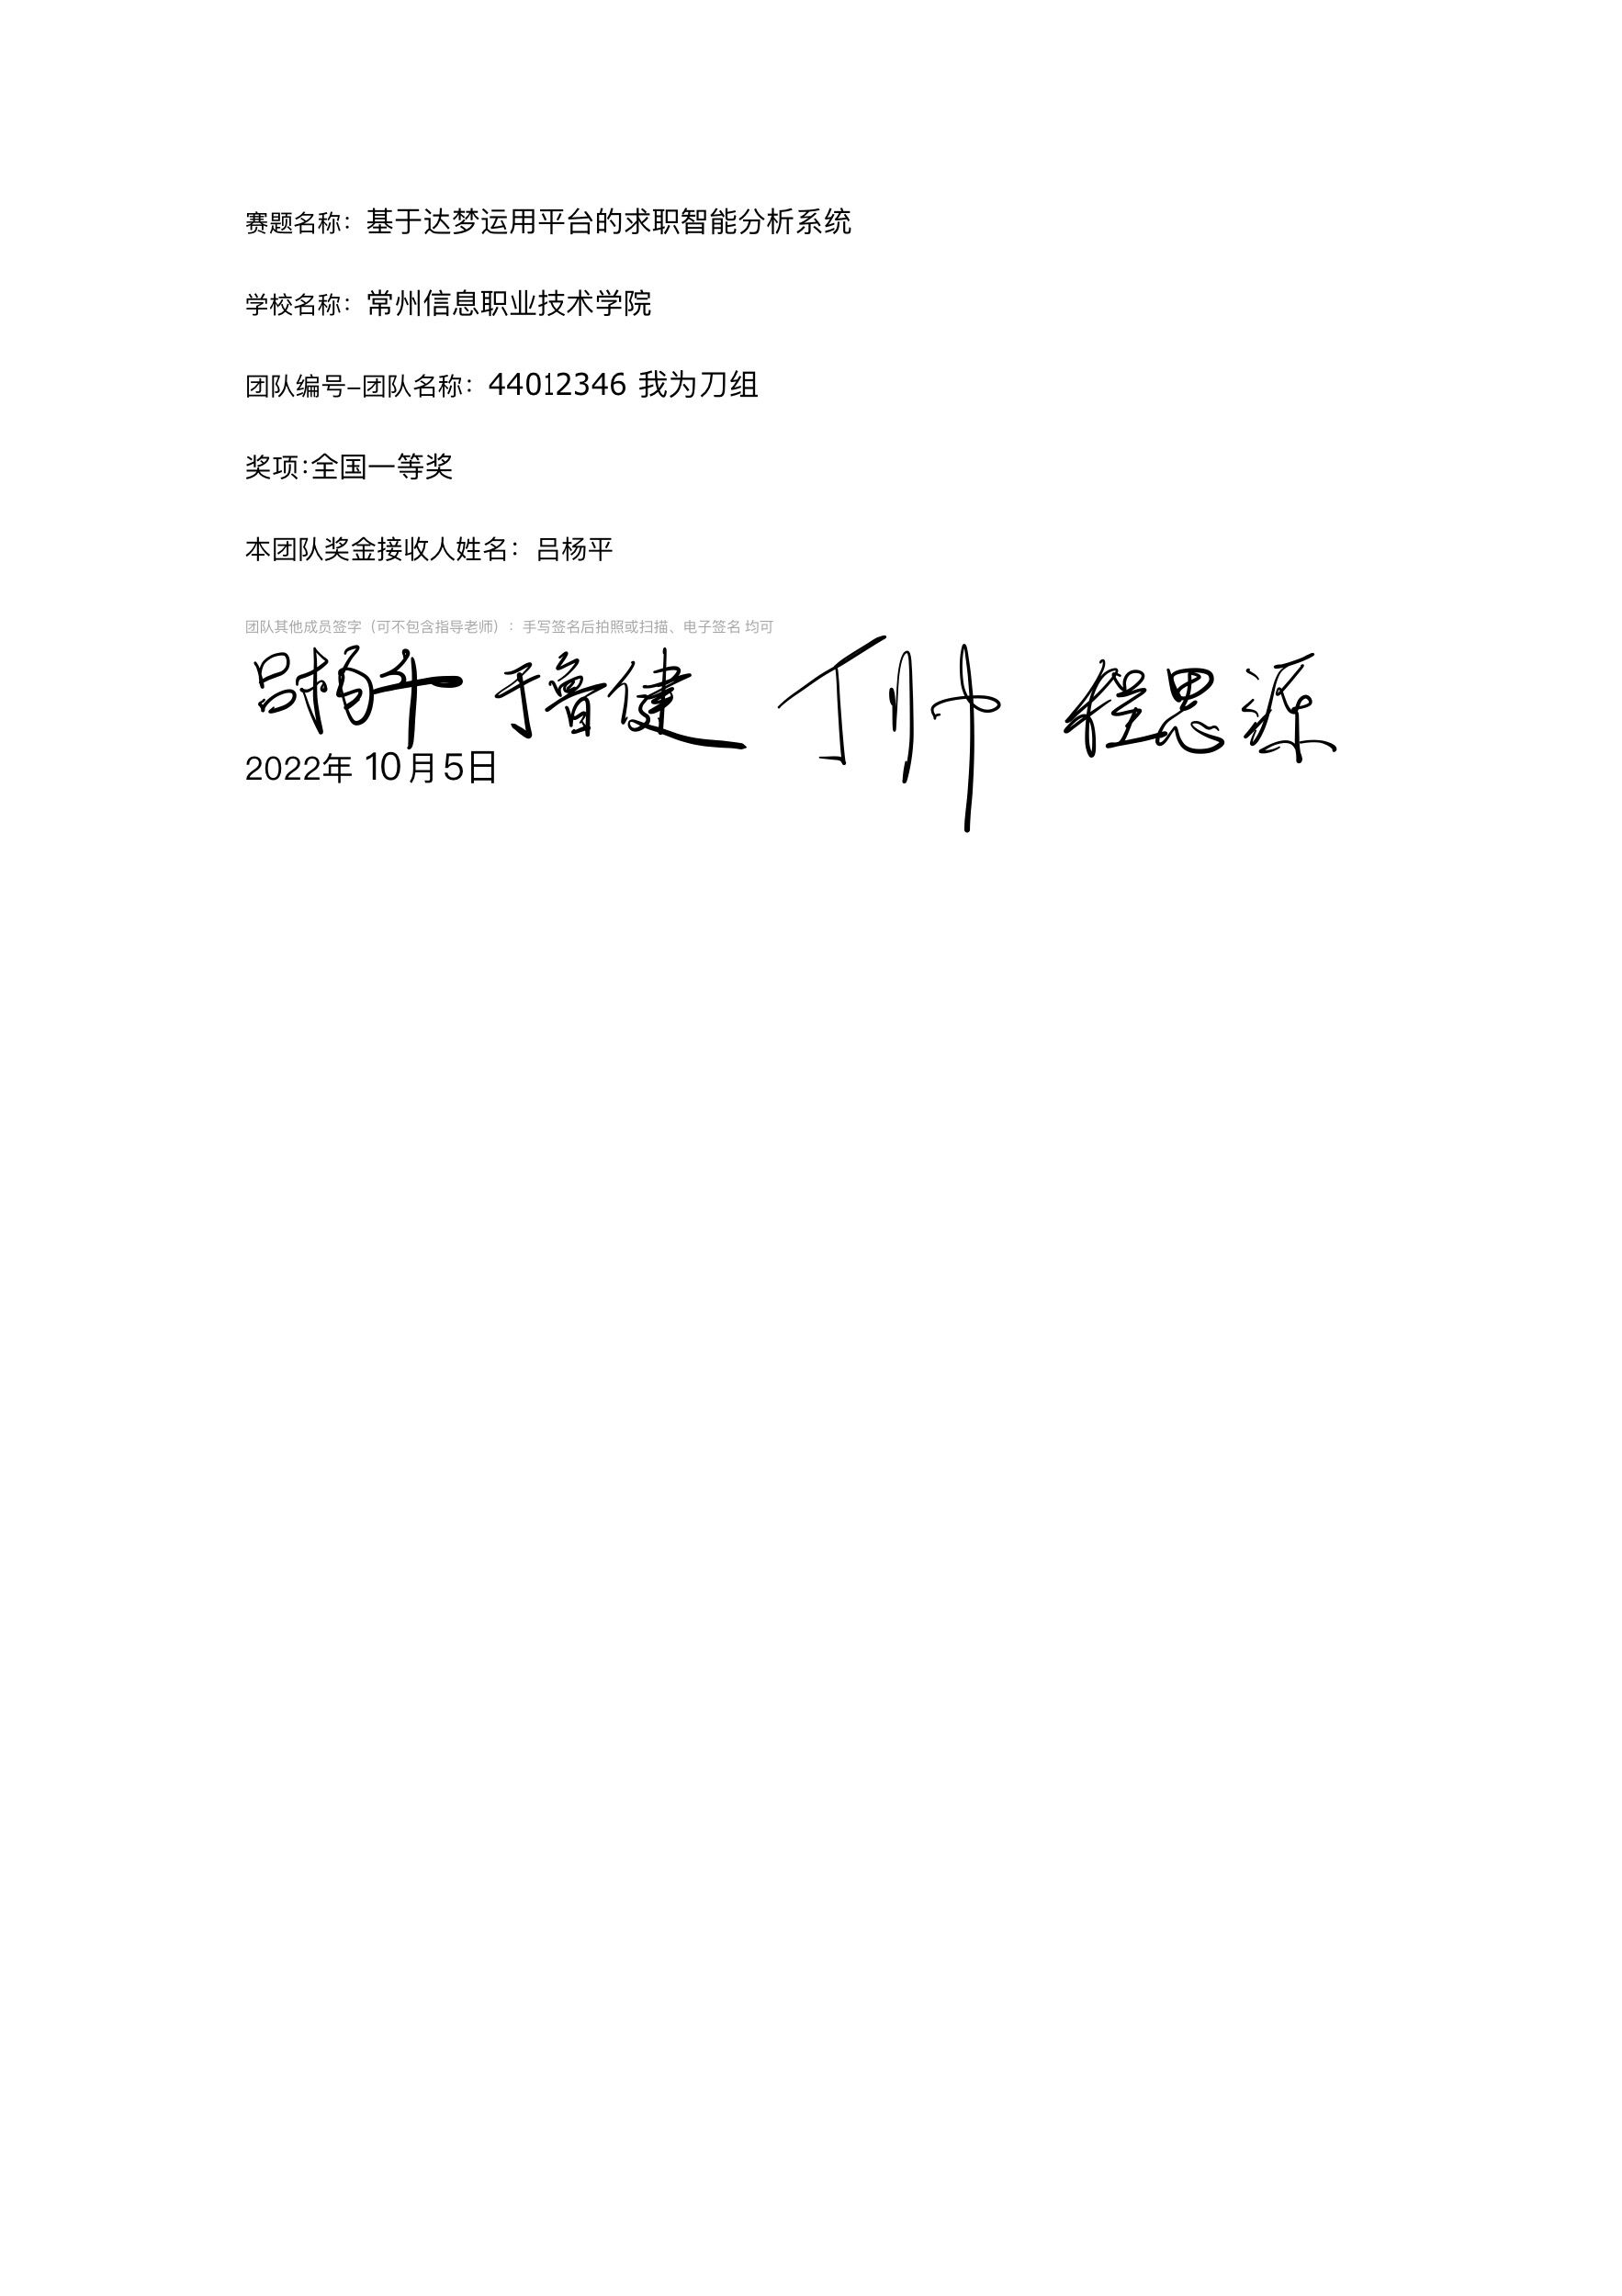 赛题名称：基于达梦运用平台的求职智能分析系统
学校名称：常州信息职业技术学院
团队编号-团队名称：44012346 我为刀组
奖项:全国一等奖
本团队奖金接收人姓名：吕杨平
团队其他成员签字（可不包含指导老师）：手写签名后拍照或扫描、电子签名 均可
吕杨平 于鲁健 丁帅 程思源
2022年 10月5日